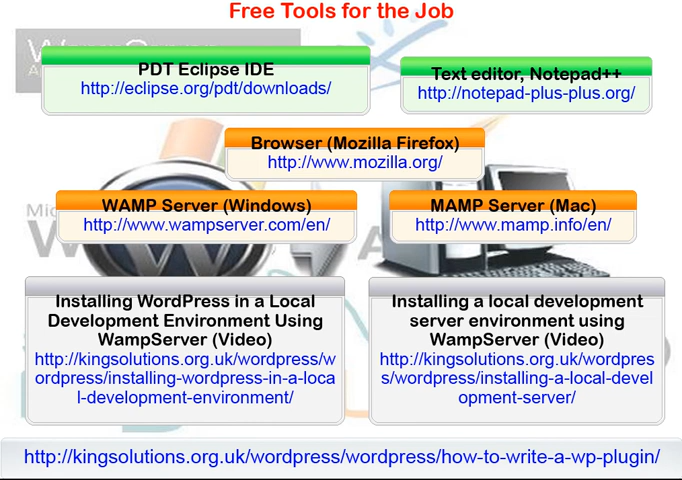 Free Tools for the Job
PDT Eclipse IDE
http://eclipse.org/pdt/downloads/
Text editor, Notepad++
http://notepad-plus-plus.org/
Browser (Mozilla Firefox)
http://www.mozilla.org/
WAMP Server (Windows)
http://www.wampserver.com/en/
MAMP Server (Mac)
http://www.mamp.info/en/
Installing WordPress in a Local
Development Environment Using
WampServer (Video)
http://kingsolutions.org.uk/wordpress/w
ordpress/installing-wordpress-in-a-loca
l-development-environment/
Installing a local development
server environment using
WampServer (Video)
http://kingsolutions.org.uk/wordpres
s/wordpress/installing-a-local-devel
opment-server/
http://kingsolutions.org.uk/wordpress/wordpress/how-to-write-a-wp-plugin/